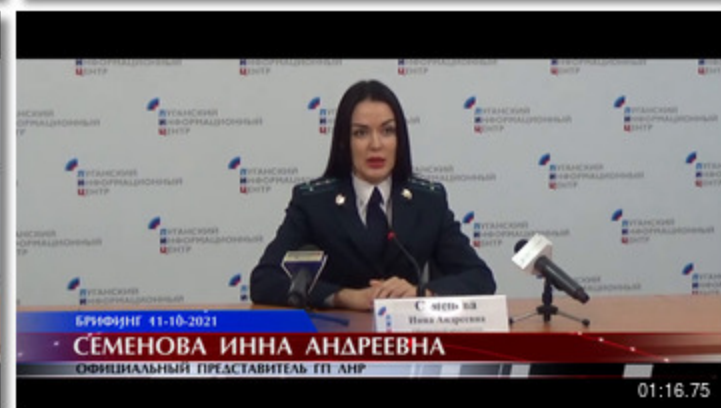 ЛУГАНСКИЙ
ИНФОРМАЦИОННЫЙ
ЦЕНТР
Семенова
Инна Андреевна
БРИФИНГ 11-10-2021
СЕМЕНОВА ИННА АНДРЕЕВНА
ОФИЦИАЛЬНЫЙ ПРЕДСТАВИТЕЛЬ ГП ЛНР
01:16.75